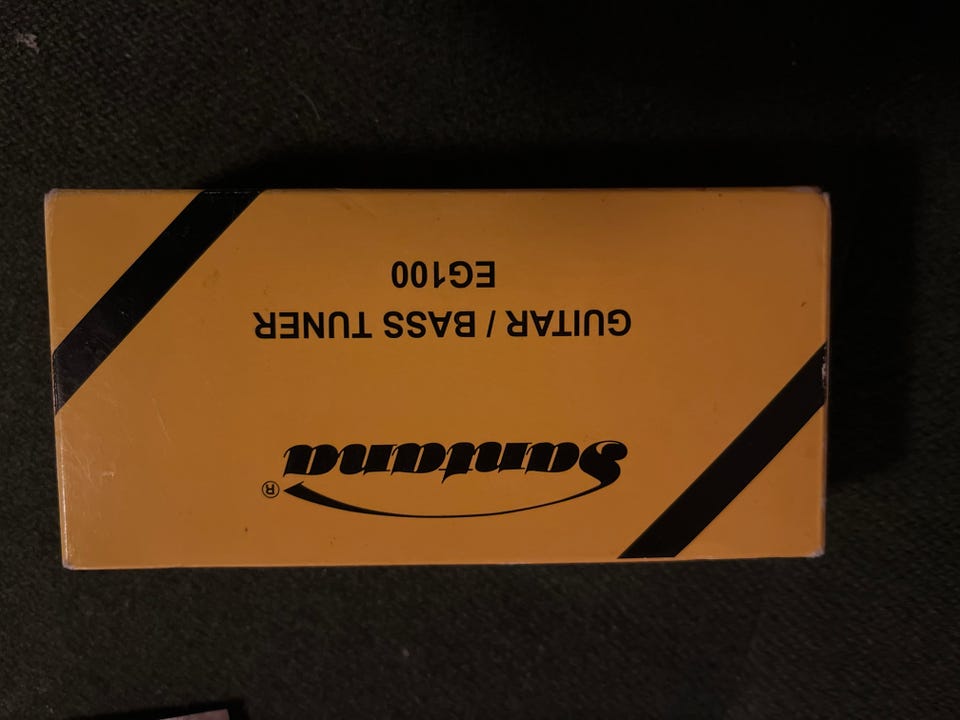 Santana®
GUITAR / BASS TUNER
EG100